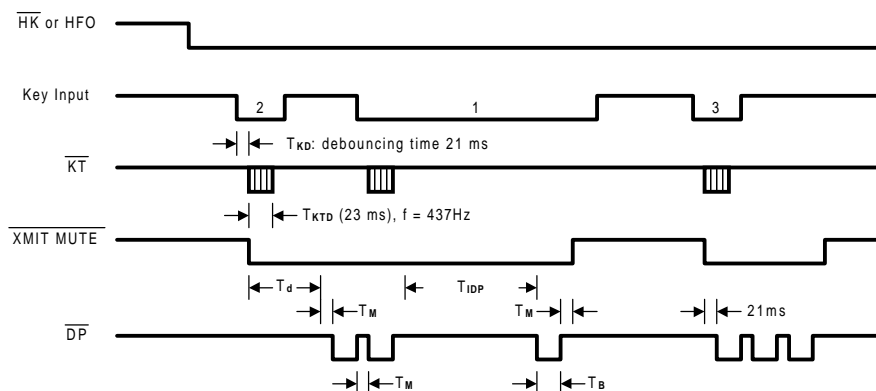 HK or HFO
Key Input
2
1
3
TKD: debouncing time 21 ms
KT
TKTD (23 ms), f = 437Hz
XMIT MUTE
Td
TIDP
TM
TM
21ms
DP
TM
TB